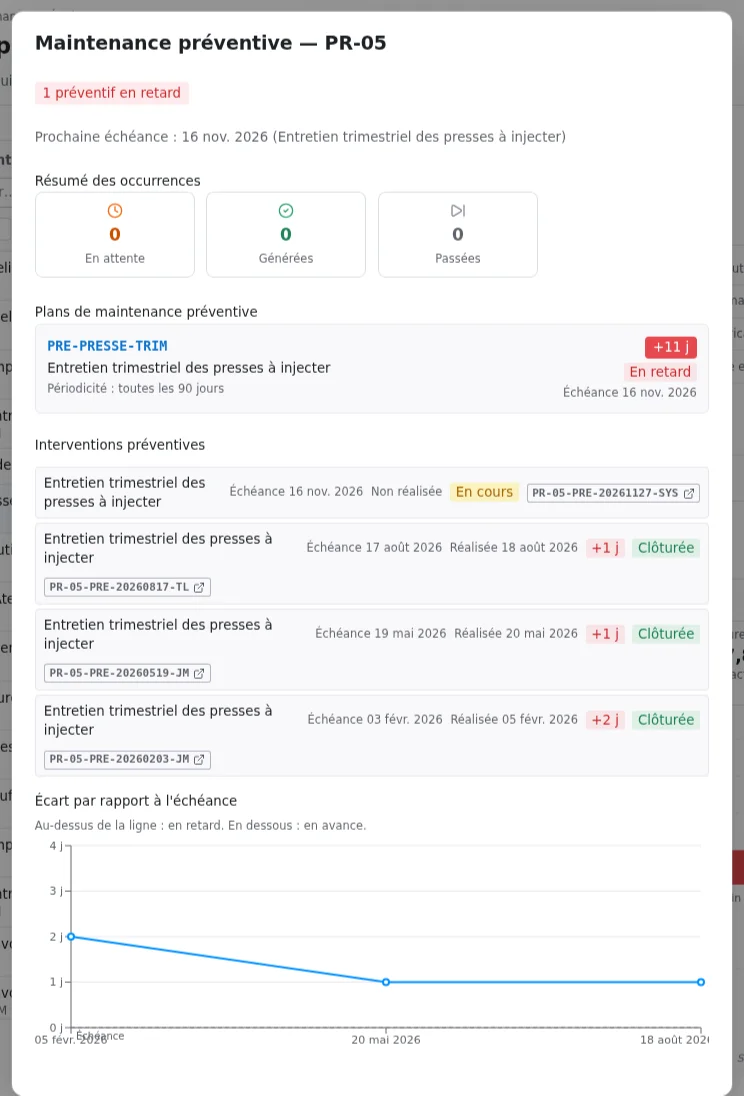 Maintenance préventive — PR-05
1 préventif en retard
Prochaine échéance : 16 nov. 2026 (Entretien trimestriel des presses à injecter)
Résumé des occurrences
0
En attente
0
Générées
0
Passées
Plans de maintenance préventive
PRE-PRESSE-TRIM
Entretien trimestriel des presses à injecter
Périodicité : toutes les 90 jours
+11 j
En retard
Échéance 16 nov. 2026
Interventions préventives
Entretien trimestriel des
presses à injecter
Échéance 16 nov. 2026 Non réalisée En cours PR-05-PRE-20261127-SYS
Entretien trimestriel des presses à
injecter
Échéance 17 août 2026 Réalisée 18 août 2026 +1 j Clôturée
PR-05-PRE-20260817-TL
Entretien trimestriel des presses à
injecter
Échéance 19 mai 2026 Réalisée 20 mai 2026 +1 j Clôturée
PR-05-PRE-20260519-JM
Entretien trimestriel des presses à
injecter
Échéance 03 févr. 2026 Réalisée 05 févr. 2026 +2 j Clôturée
PR-05-PRE-20260203-JM
Écart par rapport à l'échéance
Au-dessus de la ligne : en retard. En dessous : en avance.
4 j
3 j
2 j
1 j
0 j
Échéance
05 févr. 2026
20 mai 2026
18 août 202